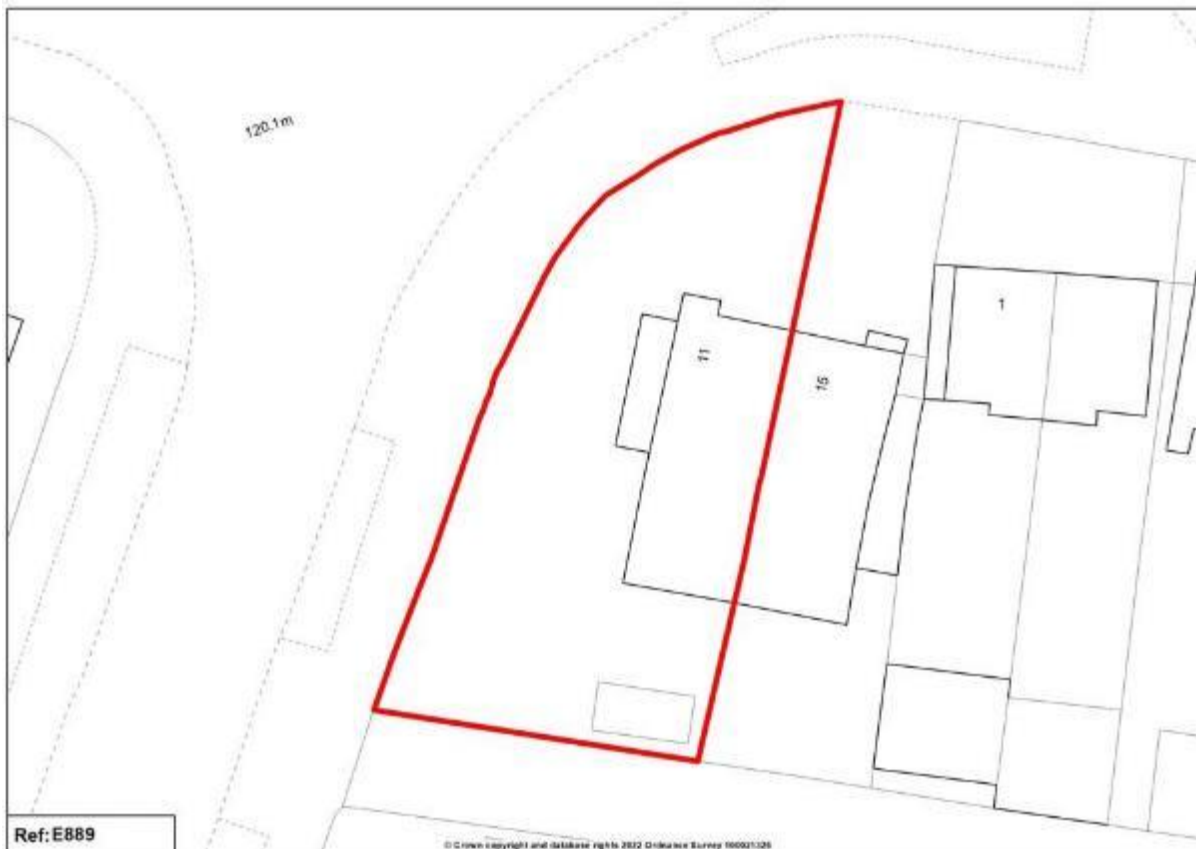 120.1m
1
11
15
Ref:E889
© Crown copyright and database rights 2022 Ordnance Survey